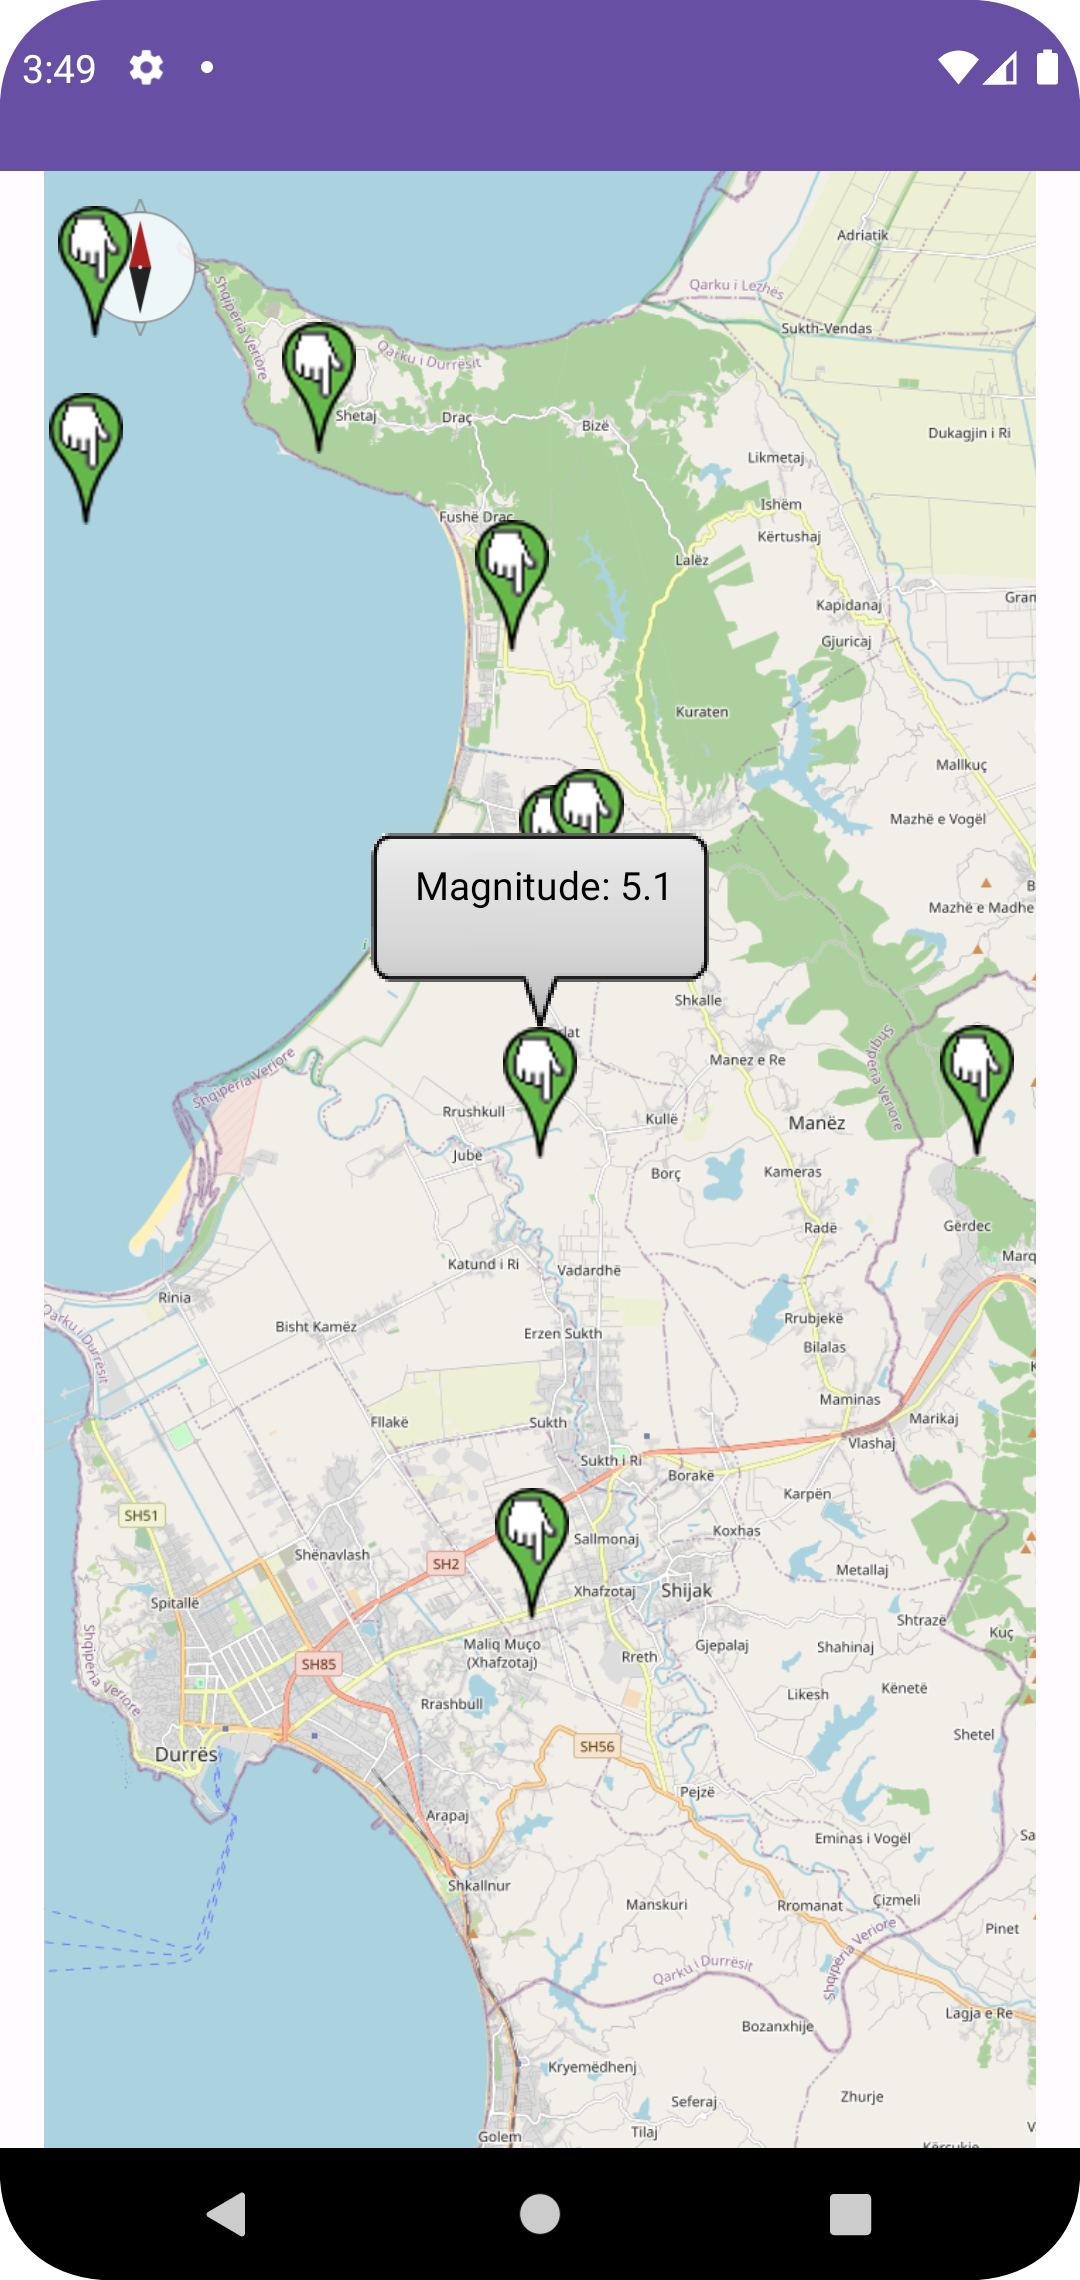 3:49
Adriatik
Qarku i Lezhës
Shqipëria Veriore
Sukth-Vendas
Qarku i Durrësit
Shetaj
Draç
Bizë
Dukagjin i Ri
Likmetaj
Ishëm
Fushë Draç
Kërtushaj
Lalëz
Kapidanaj
Gjuricaj
Kuraten
Mallkuç
Mazhë e Vogël
Magnitude: 5.1
Mazhë e Madhe
Shkalle
Shqipëria Veriore
Manez e Re
Shqipëria Veriore
Rrushkull
Kullë
Manëz
Jube
Borç
Kameras
Radë
Gërdec
Katund i Ri
Vadardhë
Rinia
Bisht Kamëz
Erzen Sukth
Rrubjekë
Bilalas
Qarku i Durrësit
Maminas
Fllakë
Sukth
Marikaj
Vlashaj
Sukth i Ri
Borakë
Karpën
SH51
Shënavlash
SH2
Sallmonaj
Koxhas
Metallaj
Spitallë
Xhafzotaj
Shijak
Shtrazë
Kuç
Maliq Muço
(Xhafzotaj)
Gjepalaj
Shahinaj
Rreth
SH85
Shqipëria Veriore
Rrashbull
Likesh
Kënetë
Shetel
Durrës
SH56
Pejzë
Arapaj
Eminas i Vogël
Shkallnur
Manskuri
Rromanat
Çizmeli
Pinet
Shqipëria Veriore
Qarku i Durrësit
Lagja e Re
Bozanxhije
Kryemëdhenj
Seferaj
Zhurje
Tilaj
Golem